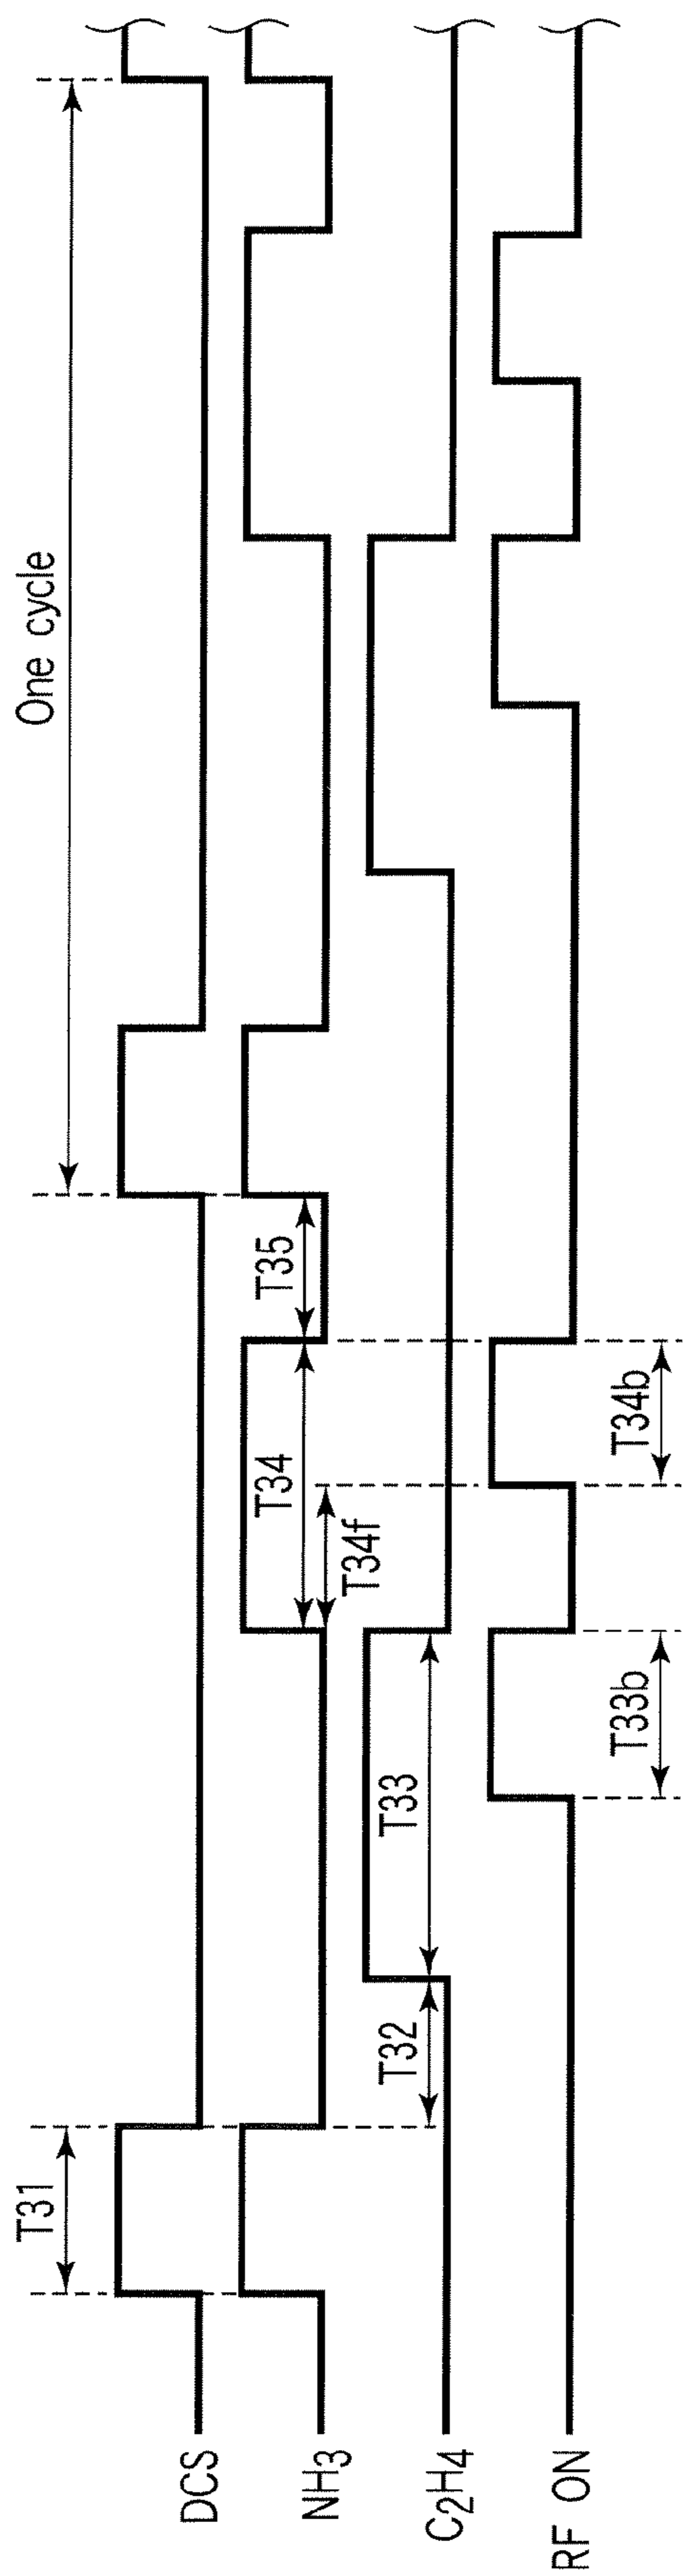 One cycle
T31
DCS
NH3
T34
T35
T34f
C2H4
T32
T33
RF ON
T33b
T34b